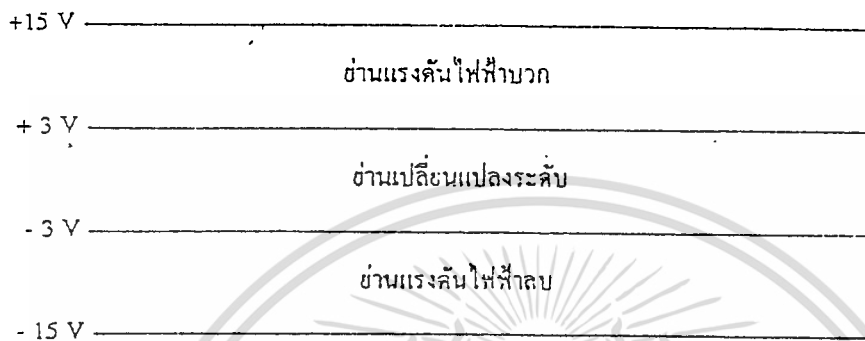 +15 V
ย่านแรงดันไฟฟ้าบวก
+ 3 V
ย่านเปลี่ยนแปลงระดับ
- 3 V
ย่านแรงดันไฟฟ้าลบ
- 15 V